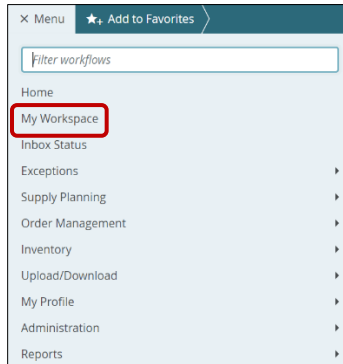 × Menu ★+ Add to Favorites
Filter workflows
Home
My Workspace
Inbox Status
Exceptions
Supply Planning
Order Management
Inventory
Upload/Download
My Profile
Administration
Reports